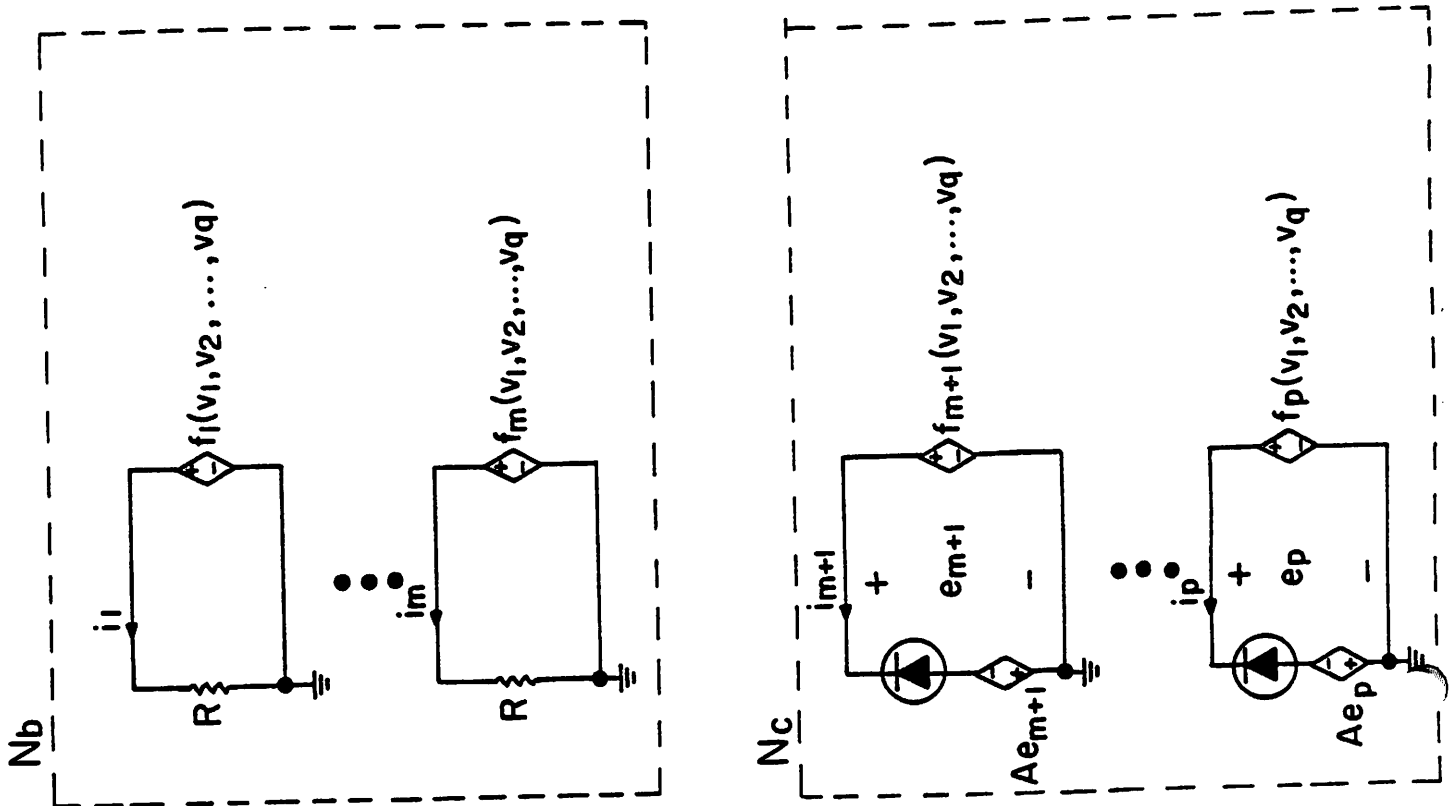 Nb
i1
R
f1(v1,v2,...,vq)
im
R
fm(v1,v2,...,vq)
Nc
im+1
+
em+1
-
Aem+1
fm+1(v1,v2,...,vq)
ip
+
ep
-
Aep
fp(v1,v2,...,vq)